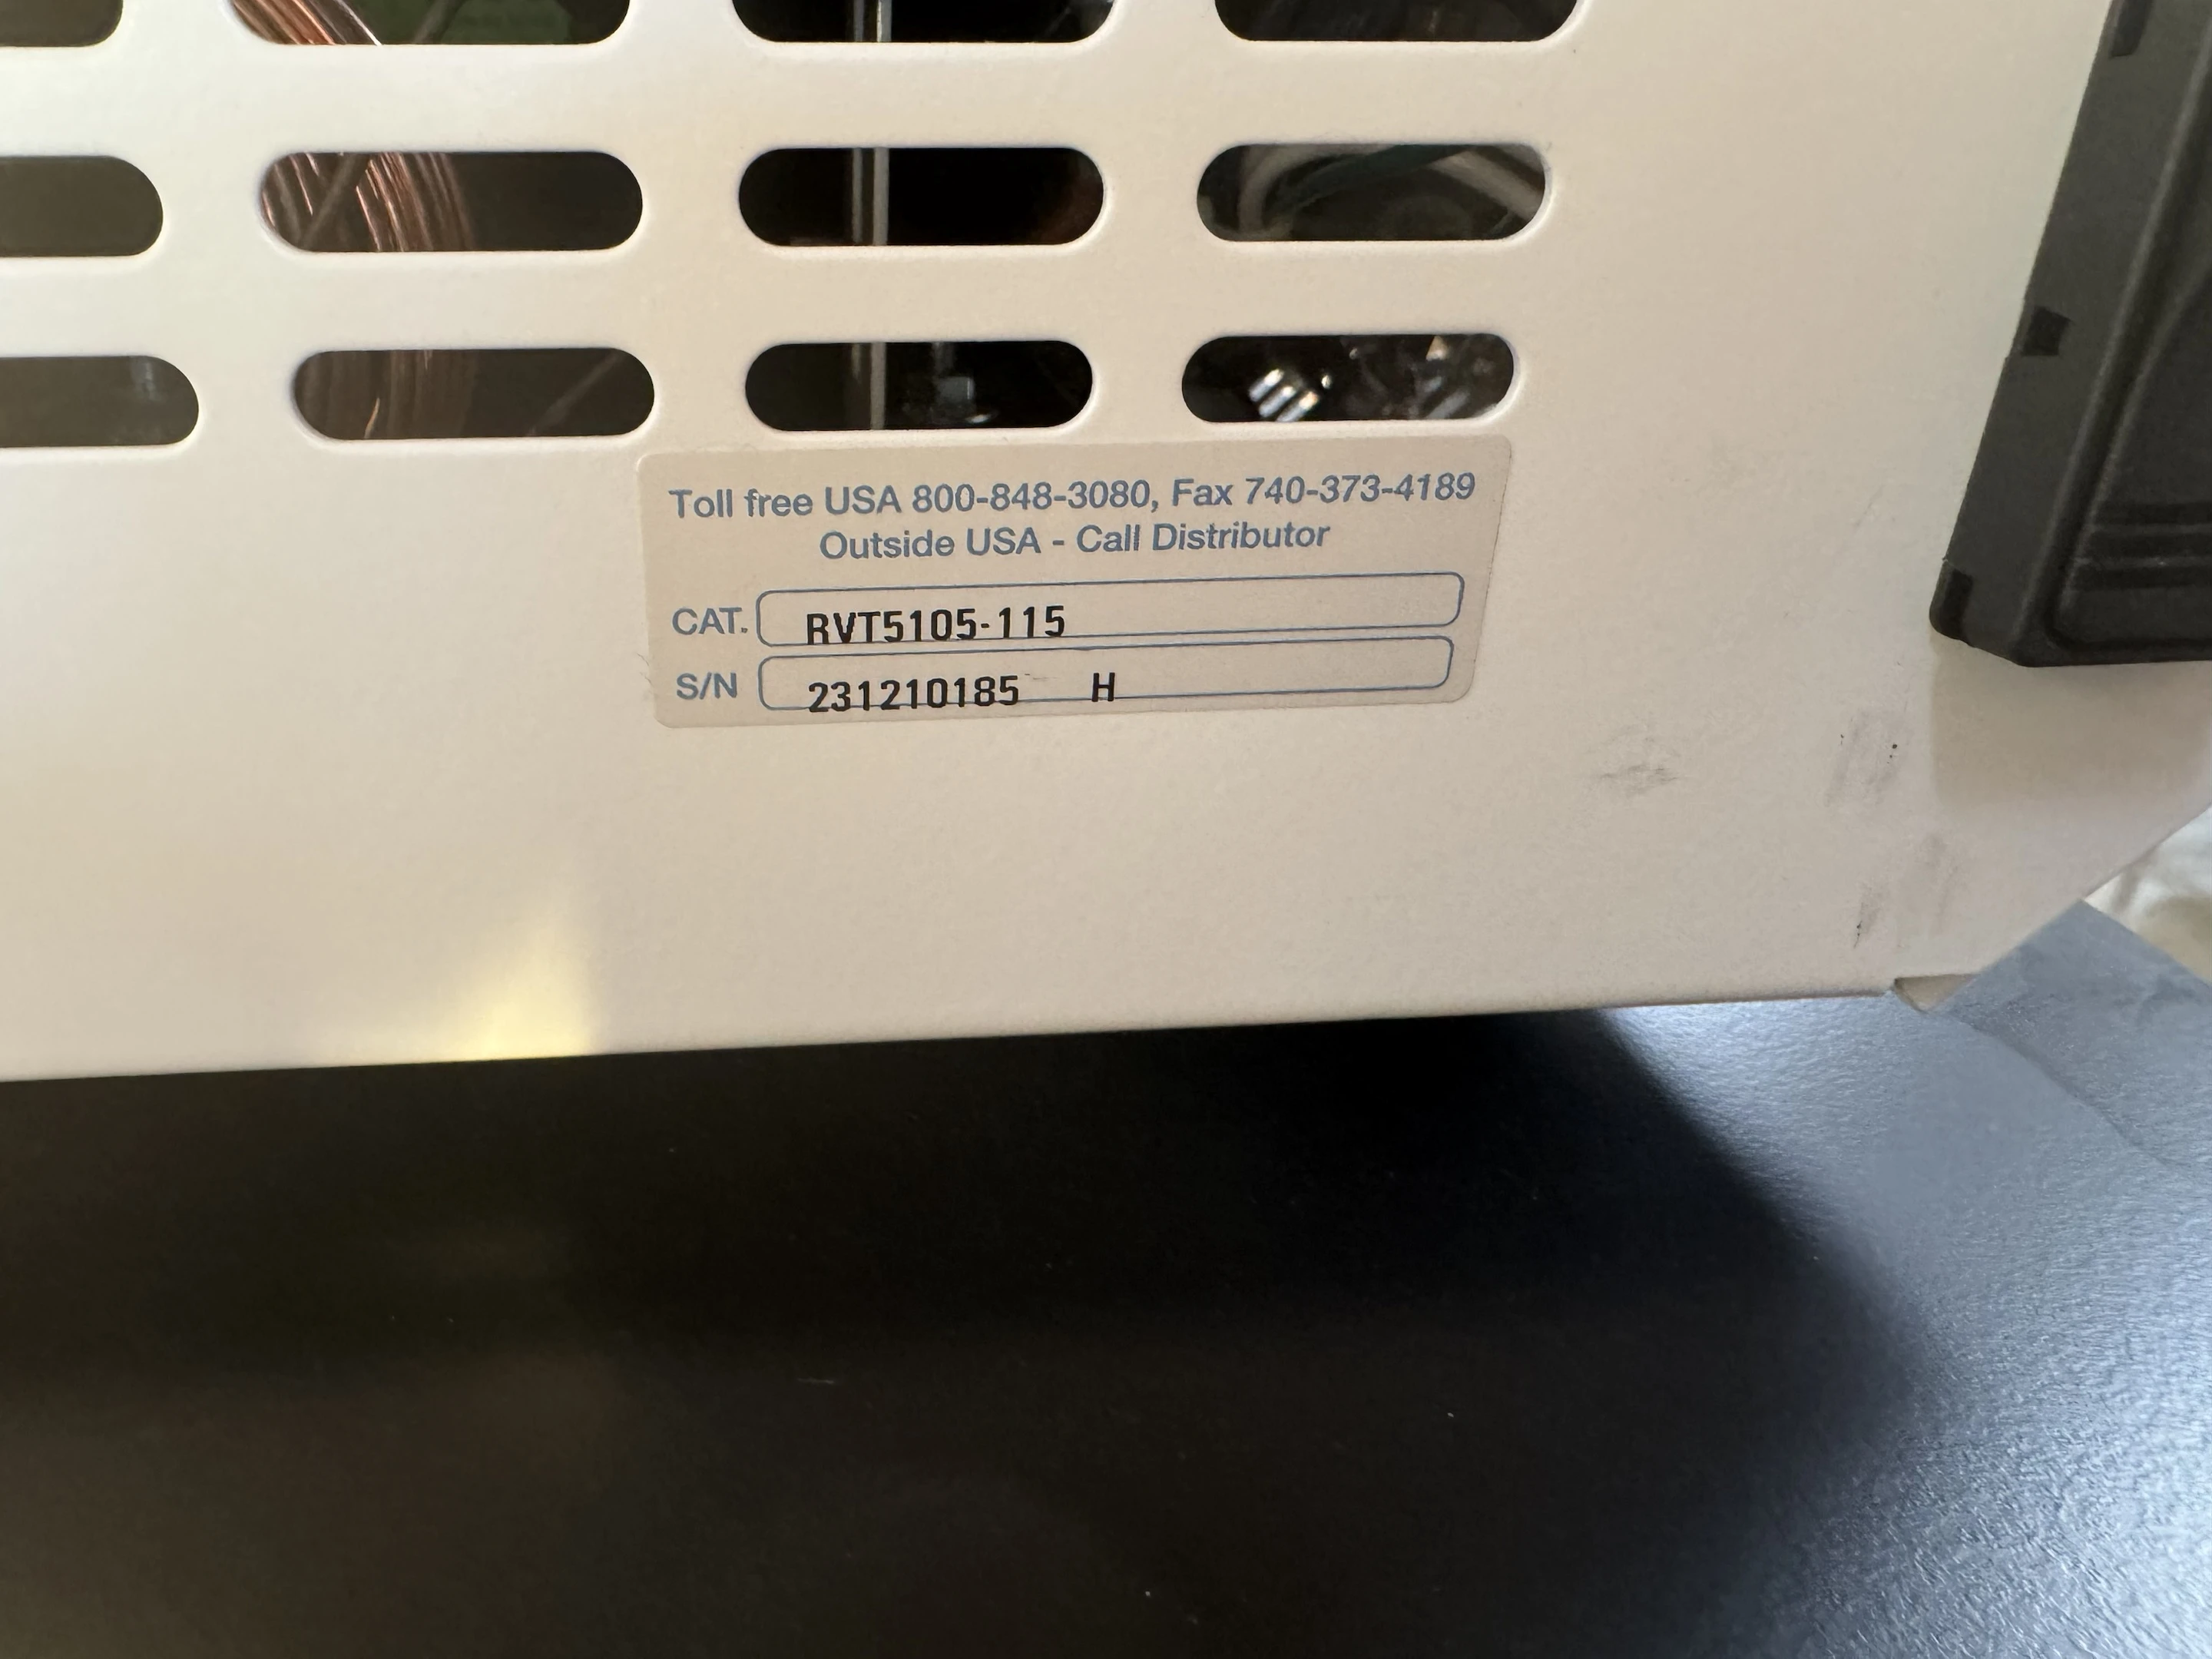 Toll free USA 800-848-3080, Fax 740-373-4189
Outside USA - Call Distributor
CAT. RVT5105-115
S/N 231210185 H